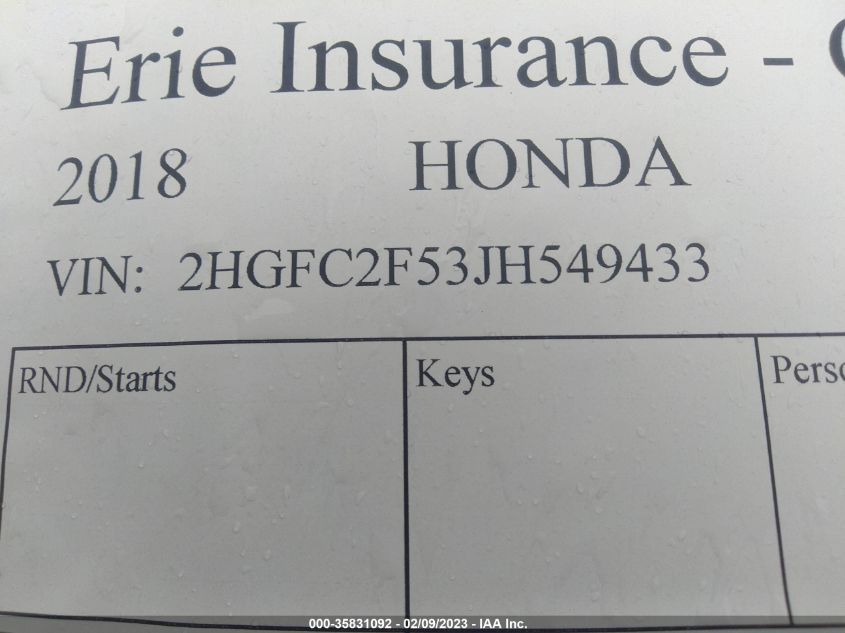 Erie Insurance -
2018 HONDA
VIN: 2HGFC2F53JH549433
RND/Starts Keys
000-35831092 - 02/09/2023 - IAA Inc.